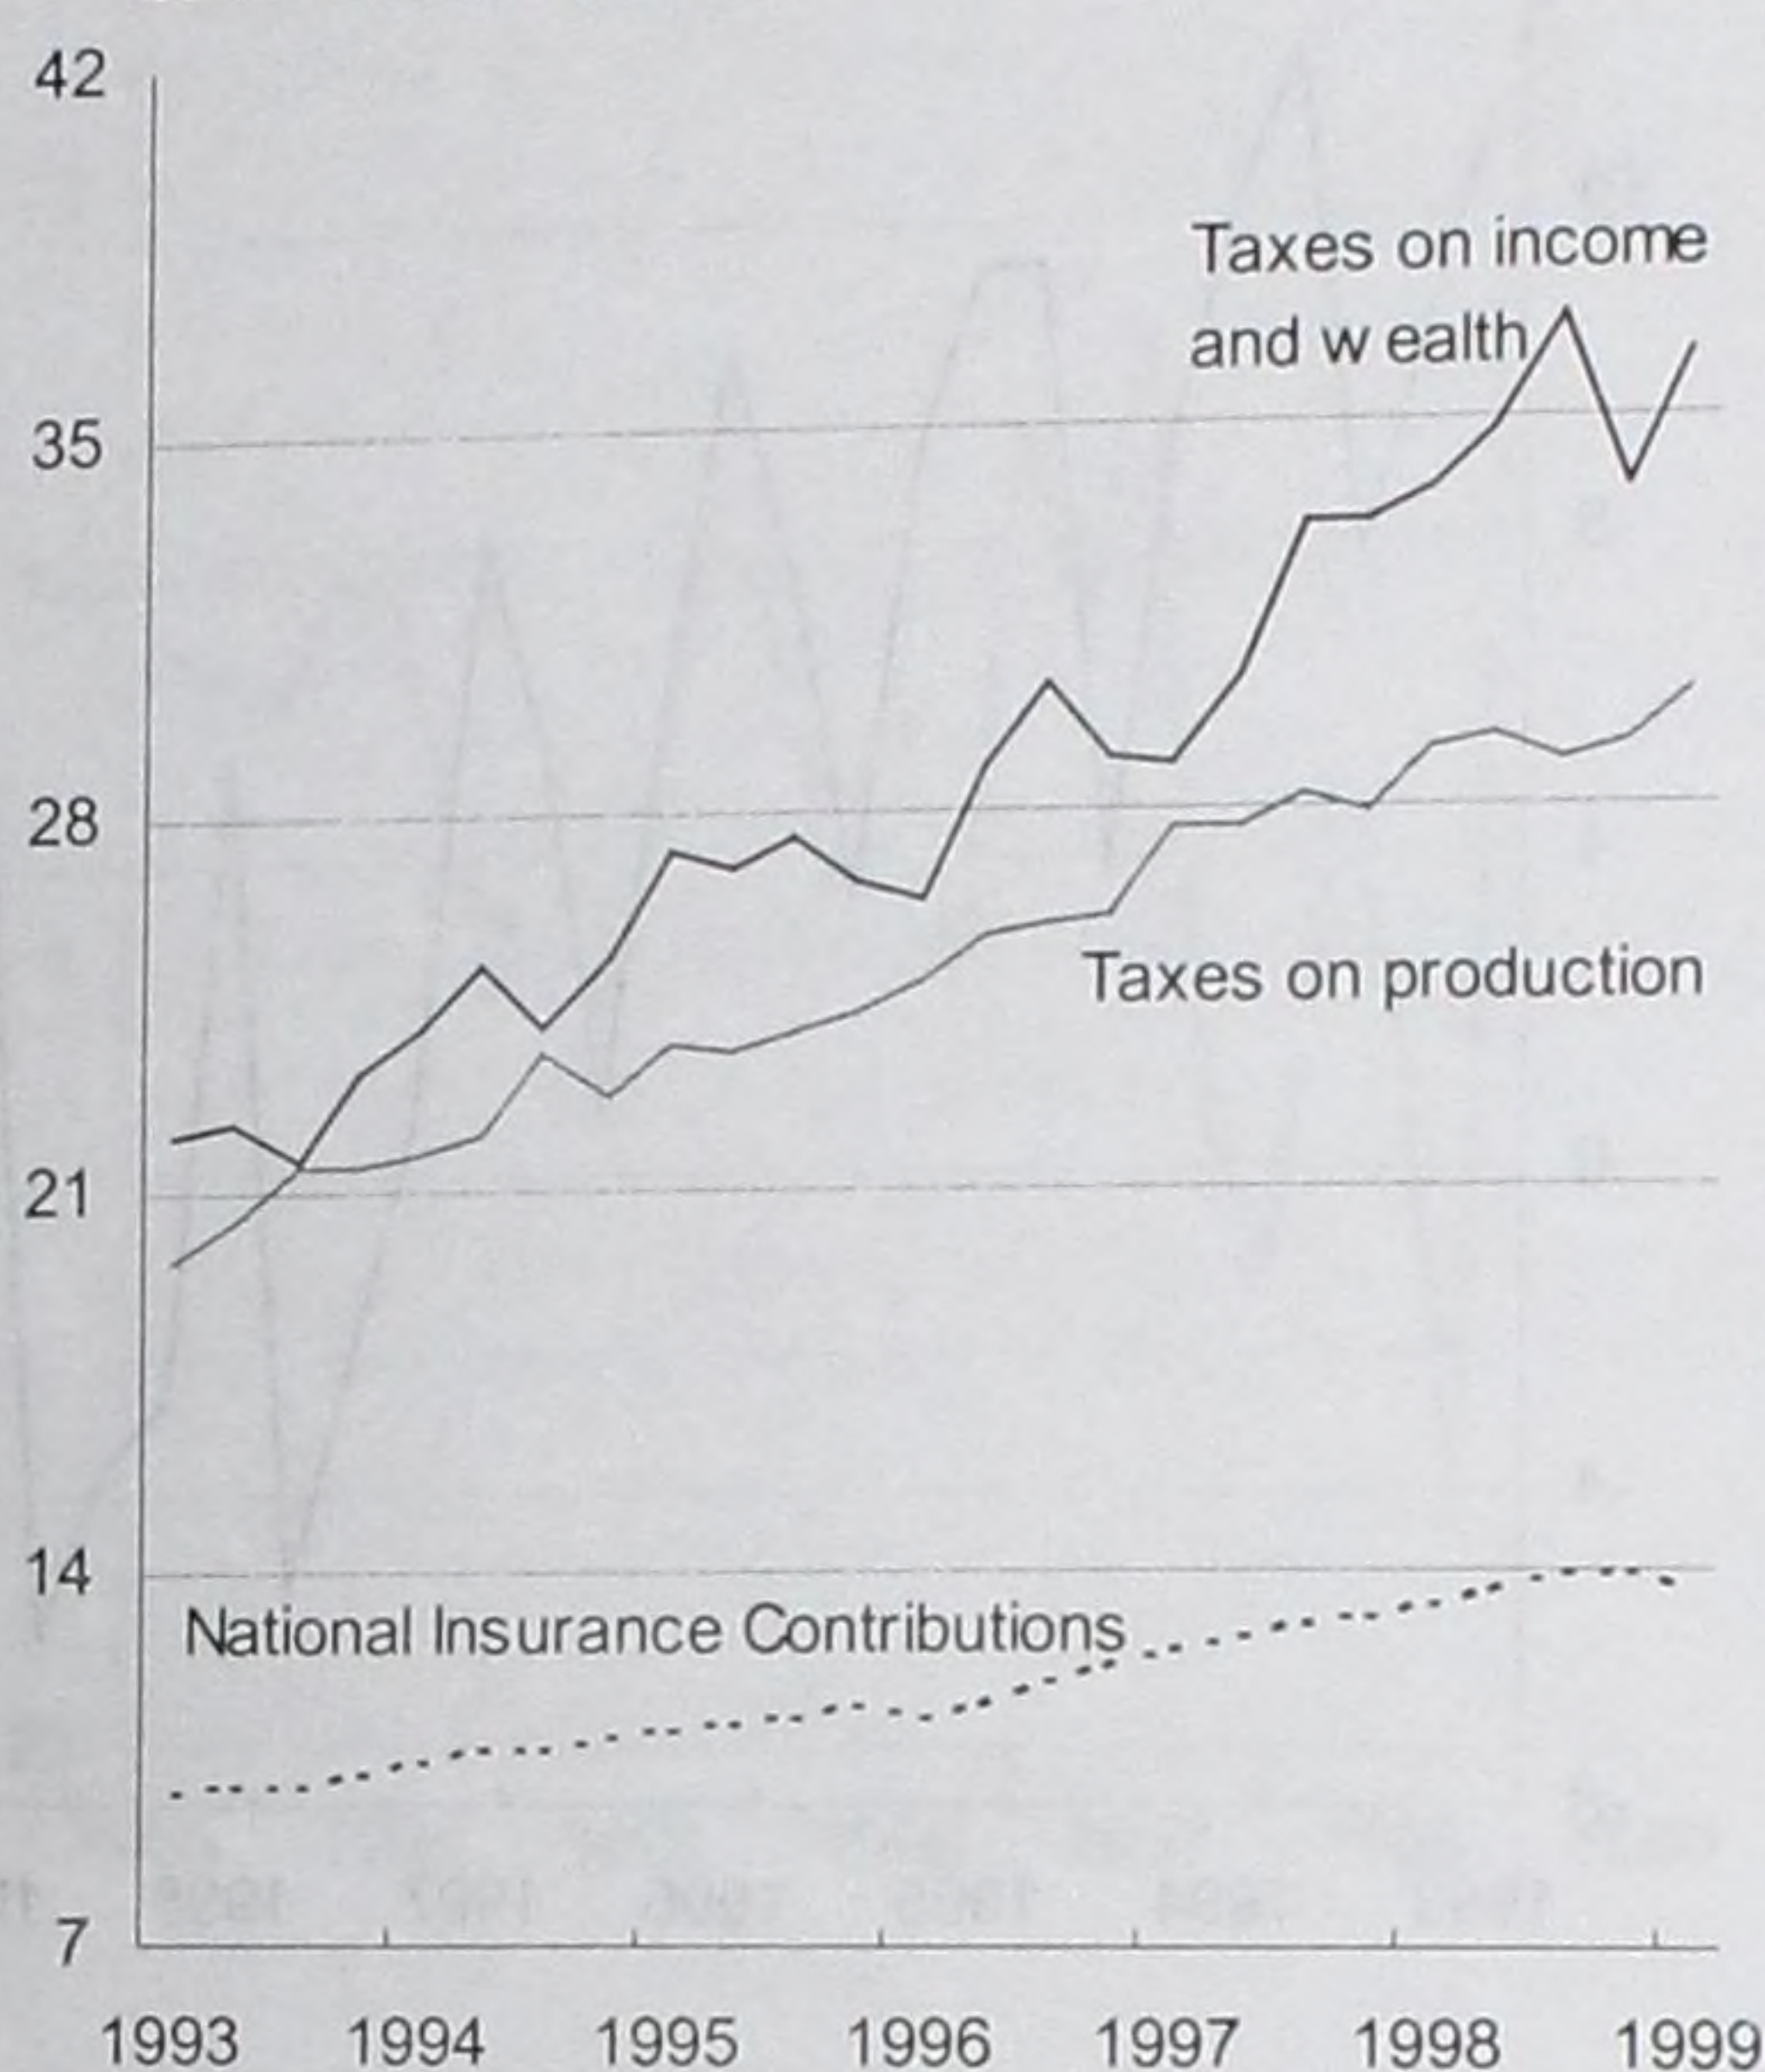 42
Taxes on income
and wealth
35
28
Taxes on production
21
14
National Insurance Contributions
7
1993 1994 1995 1996 1997 1998 1999